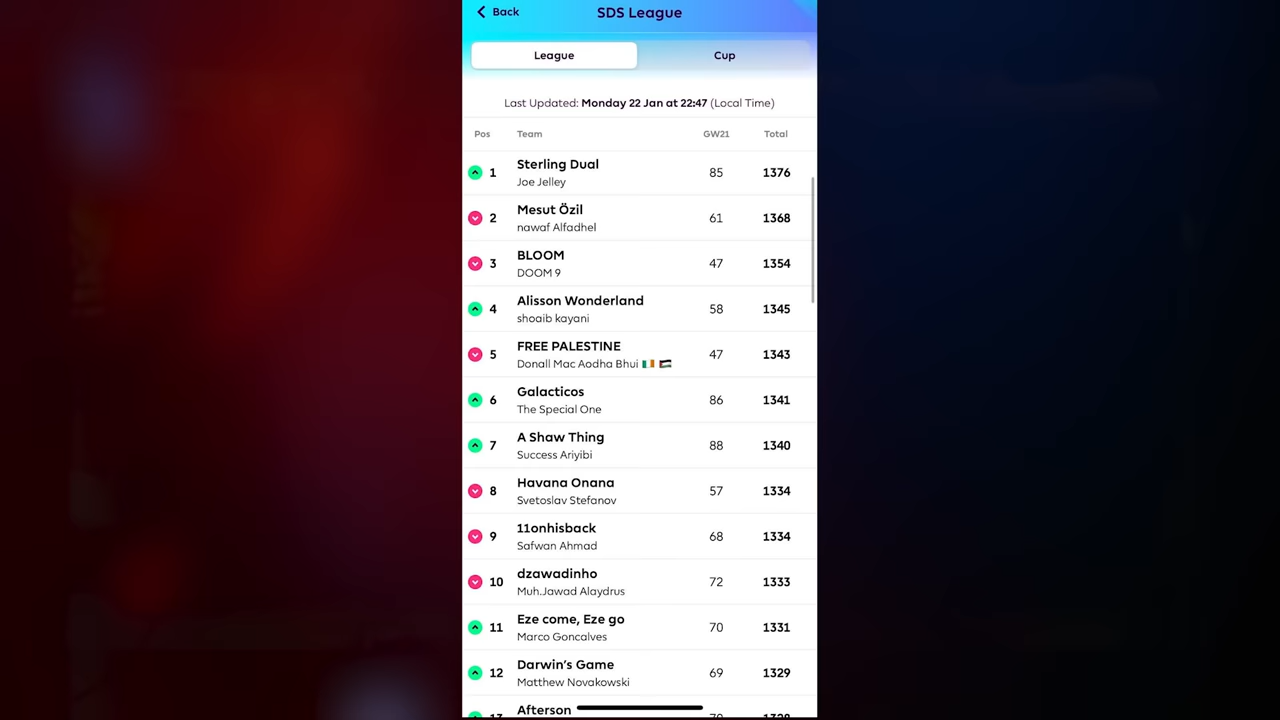 Back
SDS League
League Cup
Last Updated: Monday 22 Jan at 22:47 (Local Time)
Pos Team GW21 Total
1 Sterling Dual 85 1376
Joe Jelley
2 Mesut Özil 61 1368
nawaf Alfadhel
3 BLOOM 47 1354
DOOM 9
4 Alisson Wonderland 58 1345
shoaib kayani
5 FREE PALESTINE 47 1343
Donall Mac Aodha Bhui 🇮🇪 🇵🇸
6 Galacticos 86 1341
The Special One
7 A Shaw Thing 88 1340
Success Ariyibi
8 Havana Onana 57 1334
Svetoslav Stefanov
9 11onhisback 68 1334
Safwan Ahmad
10 dzawadinho 72 1333
Muh.Jawad Alaydrus
11 Eze come, Eze go 70 1331
Marco Goncalves
12 Darwin's Game 69 1329
Matthew Novakowski
Afterson